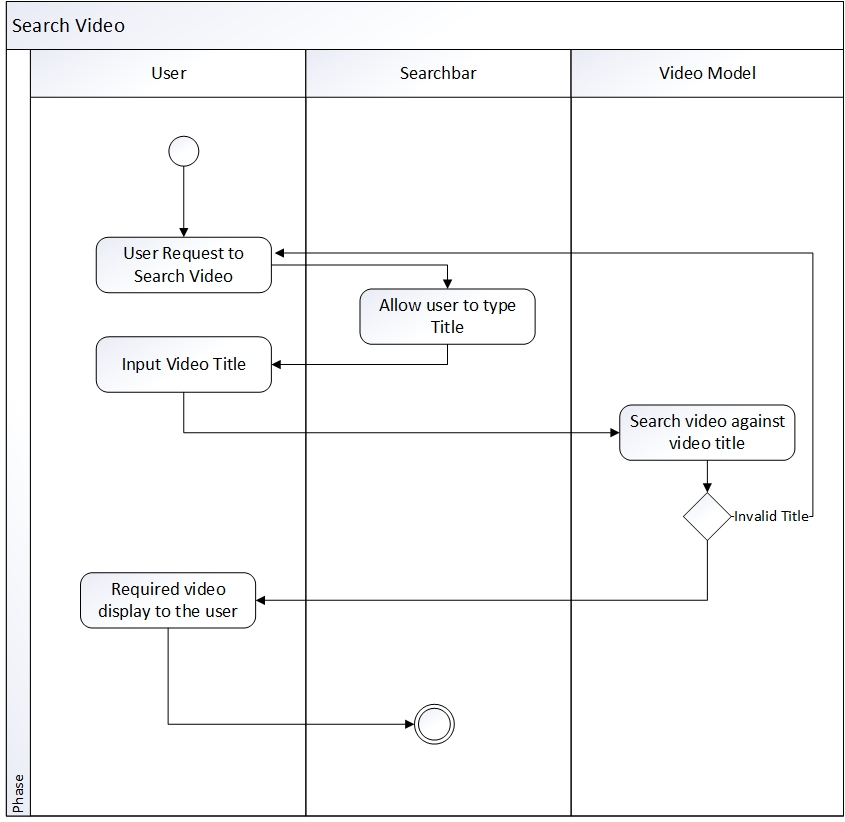 Search Video
User
Searchbar
Video Model
User Request to
Search Video
Allow user to type
Title
Input Video Title
Search video against
video title
Invalid Title
Required video
display to the user
Phase